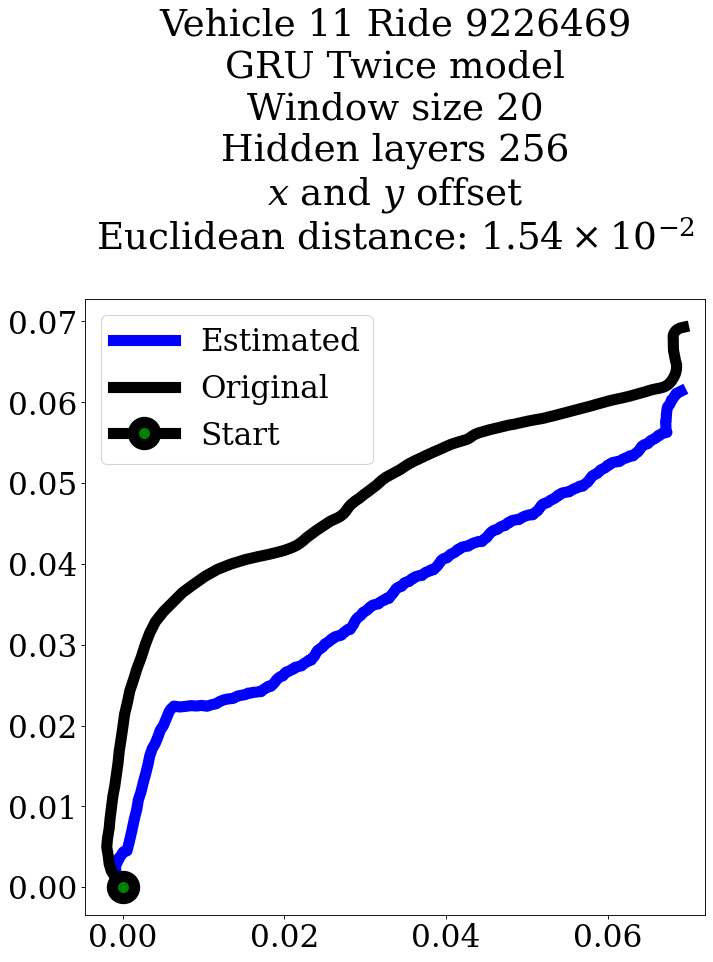 Vehicle 11 Ride 9226469
GRU Twice model
Window size 20
Hidden layers 256
x and y offset
Euclidean distance: 1.54 × 10⁻²
0.07
0.06
0.05
0.04
0.03
0.02
0.01
0.00
Estimated
Original
Start
0.00 0.02 0.04 0.06